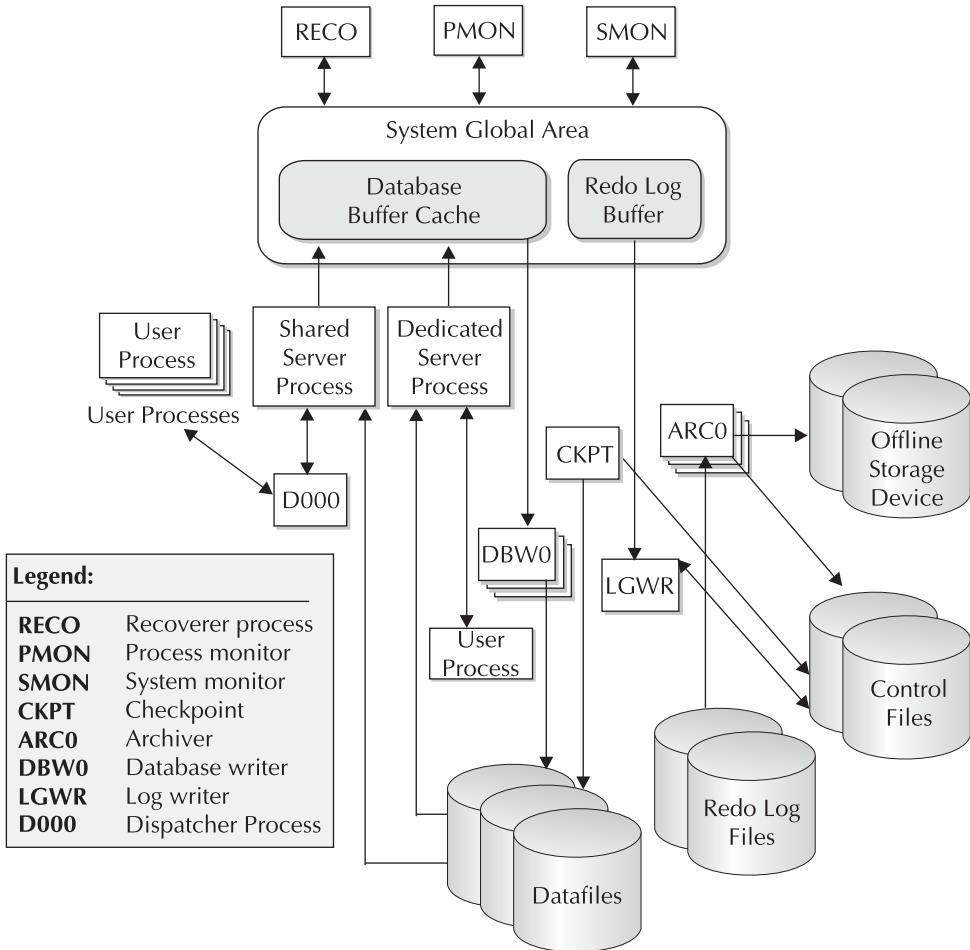 RECO
PMON
SMON
System Global Area
Database
Buffer Cache
Redo Log
Buffer
User
Process
User Processes
Shared
Server
Process
Dedicated
Server
Process
D000
CKPT
ARC0
Offline
Storage
Device
DBW0
LGWR
User
Process
Control
Files
Redo Log
Files
Datafiles
Legend:
RECO Recoverer process
PMON Process monitor
SMON System monitor
CKPT Checkpoint
ARC0 Archiver
DBW0 Database writer
LGWR Log writer
D000 Dispatcher Process